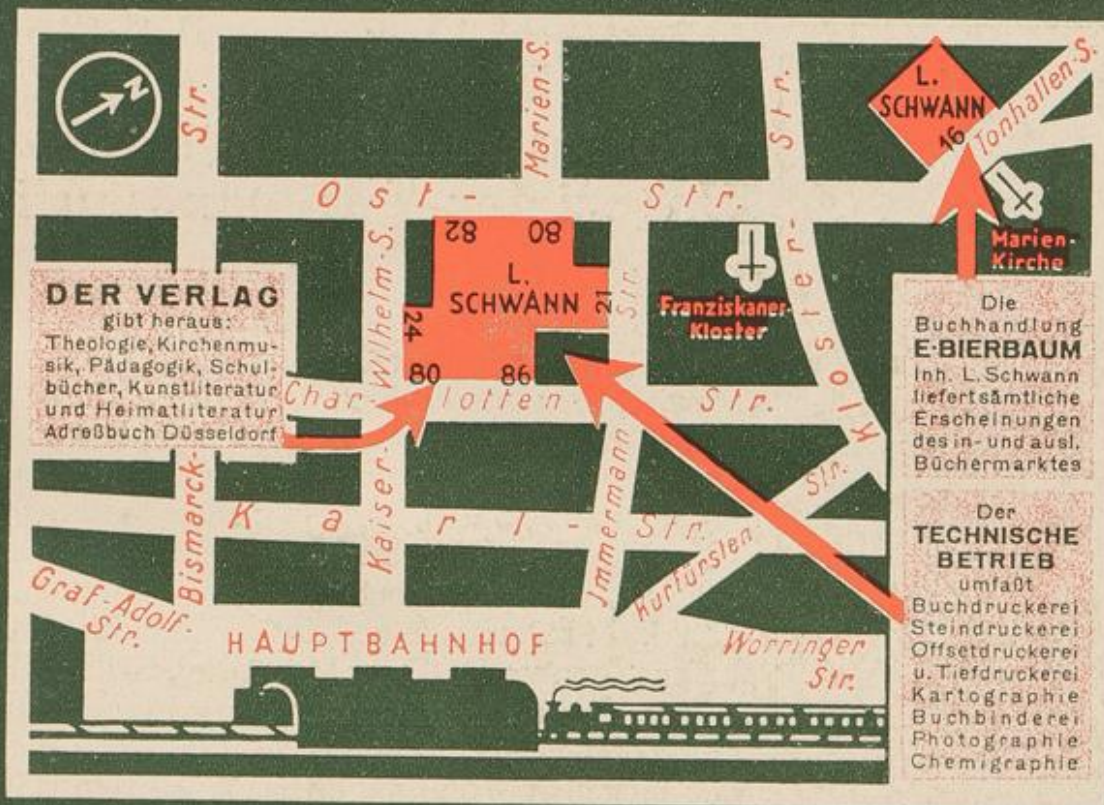 N
Str.
Marien-S.
Str.
L.
SCHWANN
16
Tonhallen-S.
Ost-Str.
Marien-
Kirche
82 80
L.
SCHWANN
21
24
80 86
Kaiser-Wilhelm-S.
Immermann Str.
Franziskaner-
Kloster
Kloster-
DER VERLAG
gibt heraus:
Theologie, Kirchenmu-
sik, Pädagogik, Schul-
bücher, Kunstliteratur
und Heimatliteratur
Adreßbuch Düsseldorf
Charlotten-Str.
Die
Buchhandlung
E·BIERBAUM
Inh. L. Schwann
liefert sämtliche
Erscheinungen
des in- und ausl.
Büchermarktes
Bismarck-
Karl-Str.
Kurfürsten Str.
Graf-Adolf-
Str.
HAUPTBAHNHOF
Worringer
Str.
Der
TECHNISCHE
BETRIEB
umfaßt
Buchdruckerei
Steindruckerei
Offsetdruckerei
u. Tiefdruckerei
Kartographie
Buchbinderei
Photographie
Chemigraphie